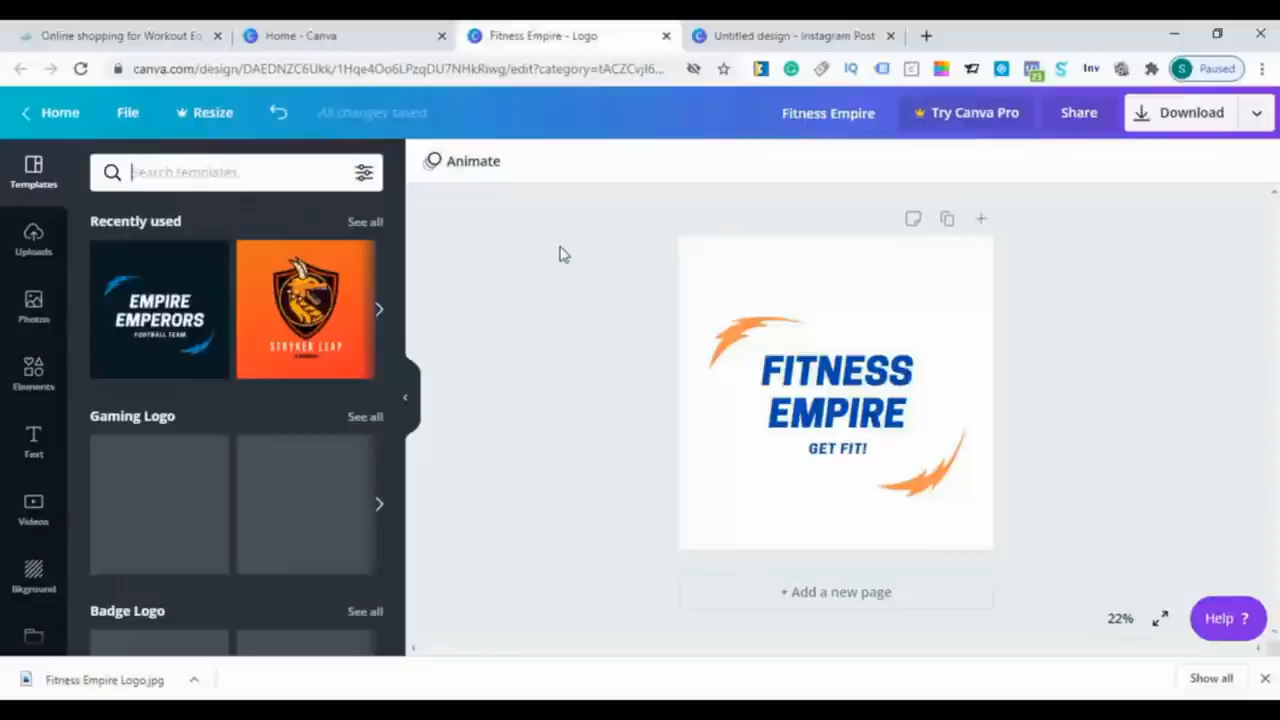 Online shopping for Workout Eq
Home - Canva
Fitness Empire - Logo
Untitled design - Instagram Post
canva.com/design/DAEDNZC6Ukk/1Hqe4Oo6LPzqDU7NHkRiwg/edit?category=tACZCvjI6...
IQ
Inv
S
Paused
Home
File
Resize
All changes saved
Fitness Empire
Try Canva Pro
Share
Download
Templates
Search templates
Animate
Recently used
See all
Uploads
EMPIRE
EMPERORS
FOOTBALL TEAM
STRYKER LEAP
Photos
Elements
FITNESS
EMPIRE
GET FIT!
Gaming Logo
See all
Text
Videos
Bkground
Badge Logo
See all
+ Add a new page
22%
Help ?
Fitness Empire Logo.jpg
Show all